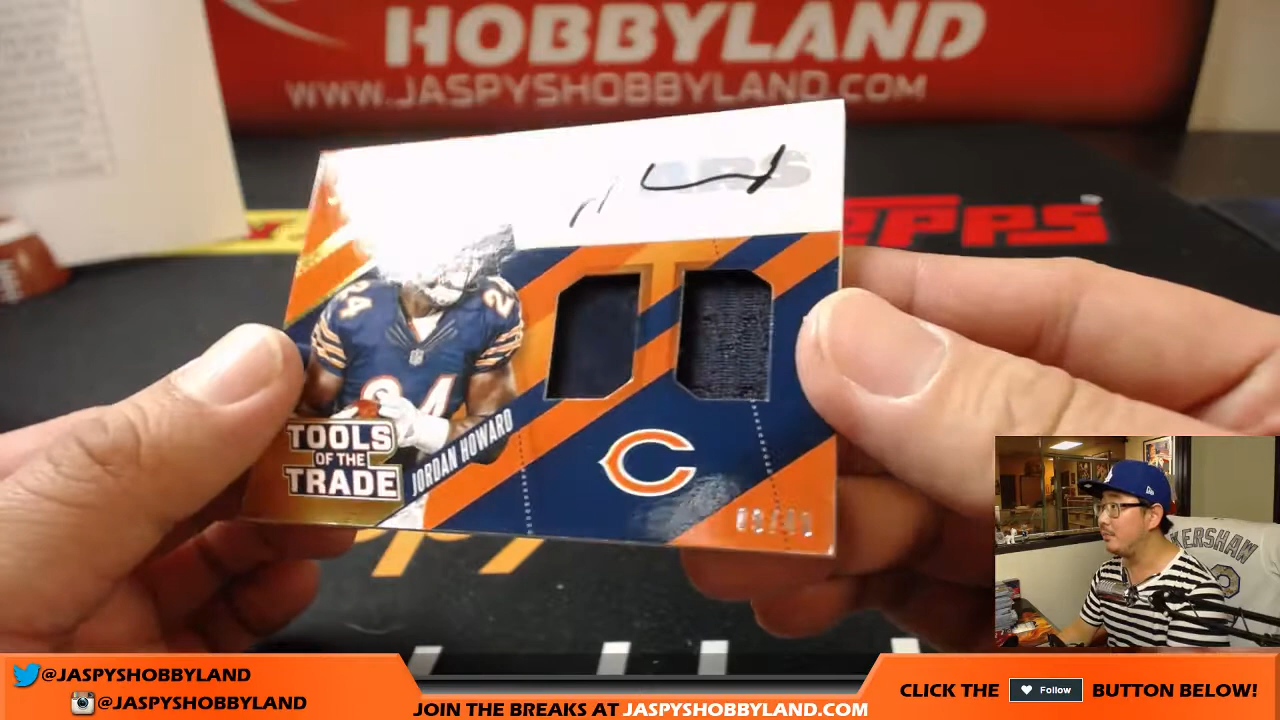 HOBBYLAND
WWW.JASPYSHOBBYLAND.COM
24
24
TOOLS
OF THE
TRADE
JORDAN HOWARD
C
KERSHAW
@JASPYSHOBBYLAND
@JASPYSHOBBYLAND
JOIN THE BREAKS AT JASPYSHOBBYLAND.COM
CLICK THE Follow BUTTON BELOW!